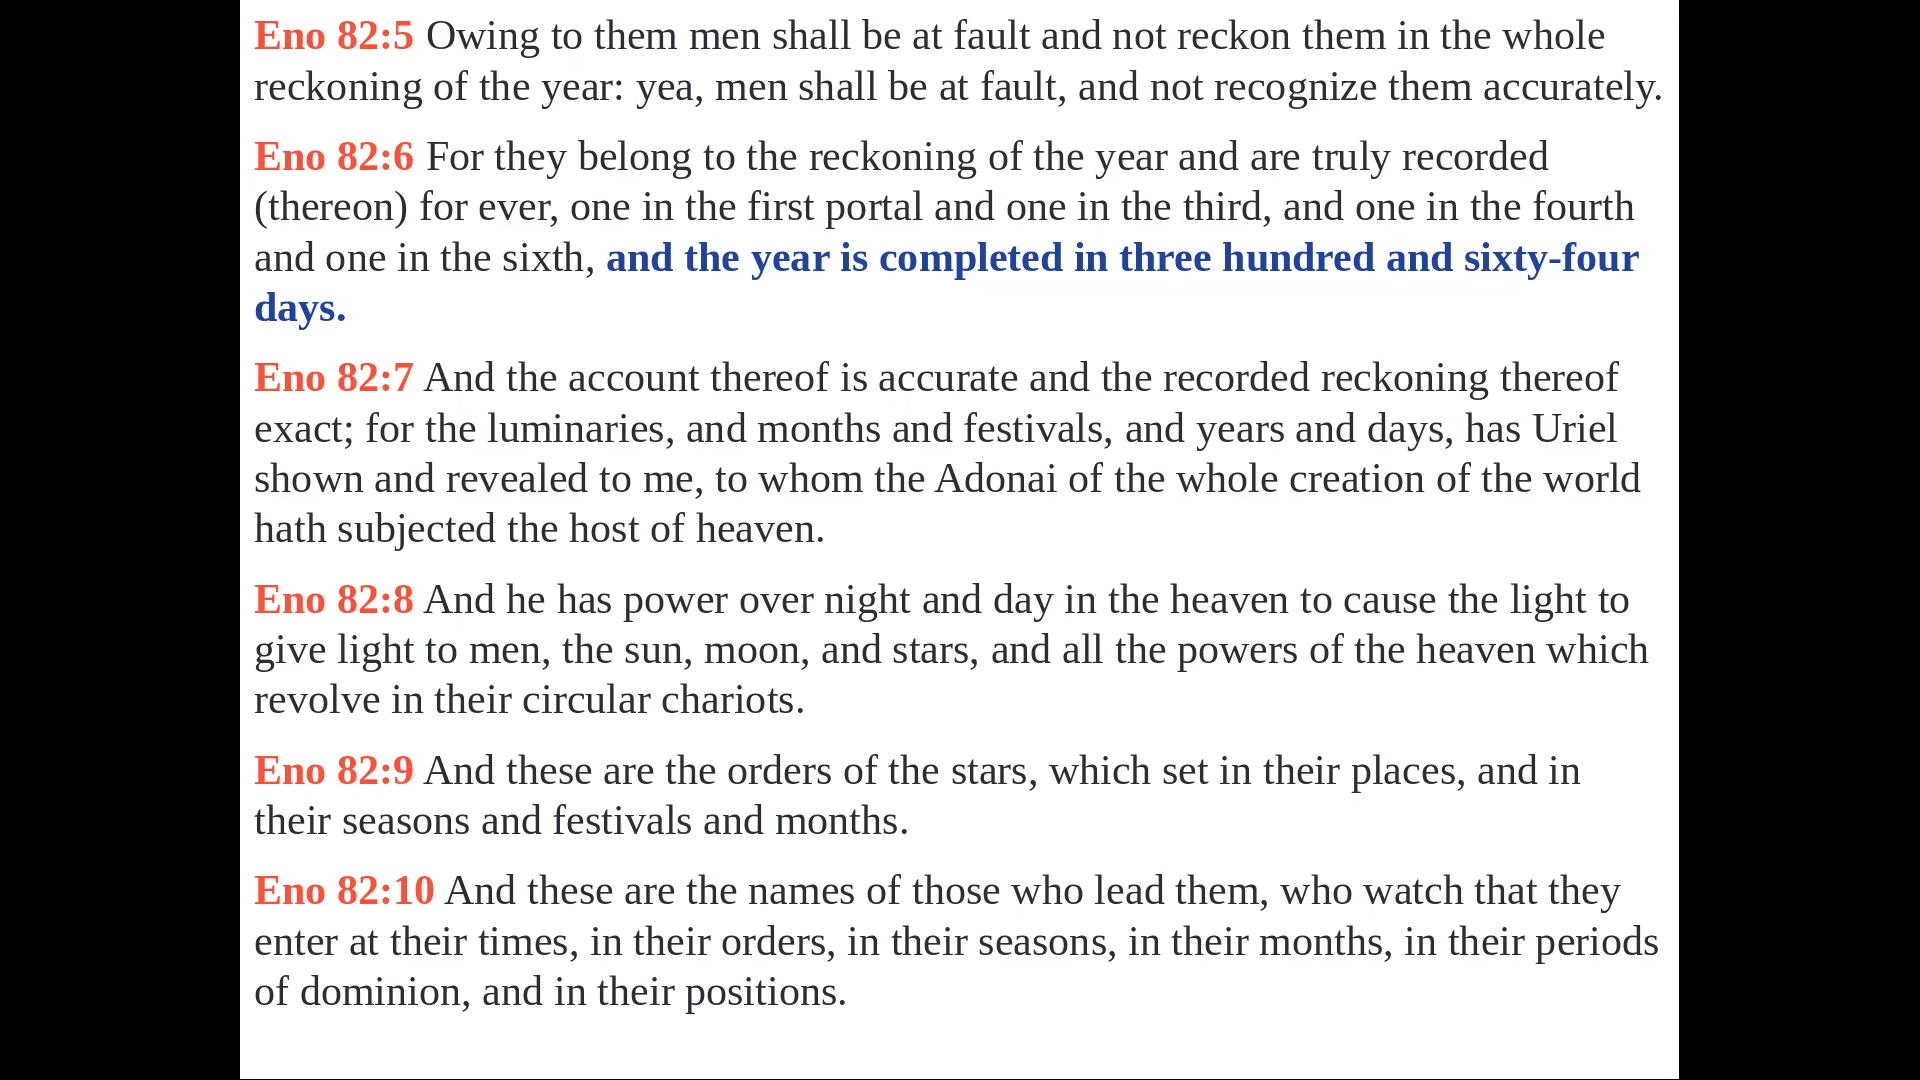 Eno 82:5 Owing to them men shall be at fault and not reckon them in the whole
reckoning of the year: yea, men shall be at fault, and not recognize them accurately.
Eno 82:6 For they belong to the reckoning of the year and are truly recorded
(thereon) for ever, one in the first portal and one in the third, and one in the fourth
and one in the sixth, and the year is completed in three hundred and sixty-four
days.
Eno 82:7 And the account thereof is accurate and the recorded reckoning thereof
exact; for the luminaries, and months and festivals, and years and days, has Uriel
shown and revealed to me, to whom the Adonai of the whole creation of the world
hath subjected the host of heaven.
Eno 82:8 And he has power over night and day in the heaven to cause the light to
give light to men, the sun, moon, and stars, and all the powers of the heaven which
revolve in their circular chariots.
Eno 82:9 And these are the orders of the stars, which set in their places, and in
their seasons and festivals and months.
Eno 82:10 And these are the names of those who lead them, who watch that they
enter at their times, in their orders, in their seasons, in their months, in their periods
of dominion, and in their positions.